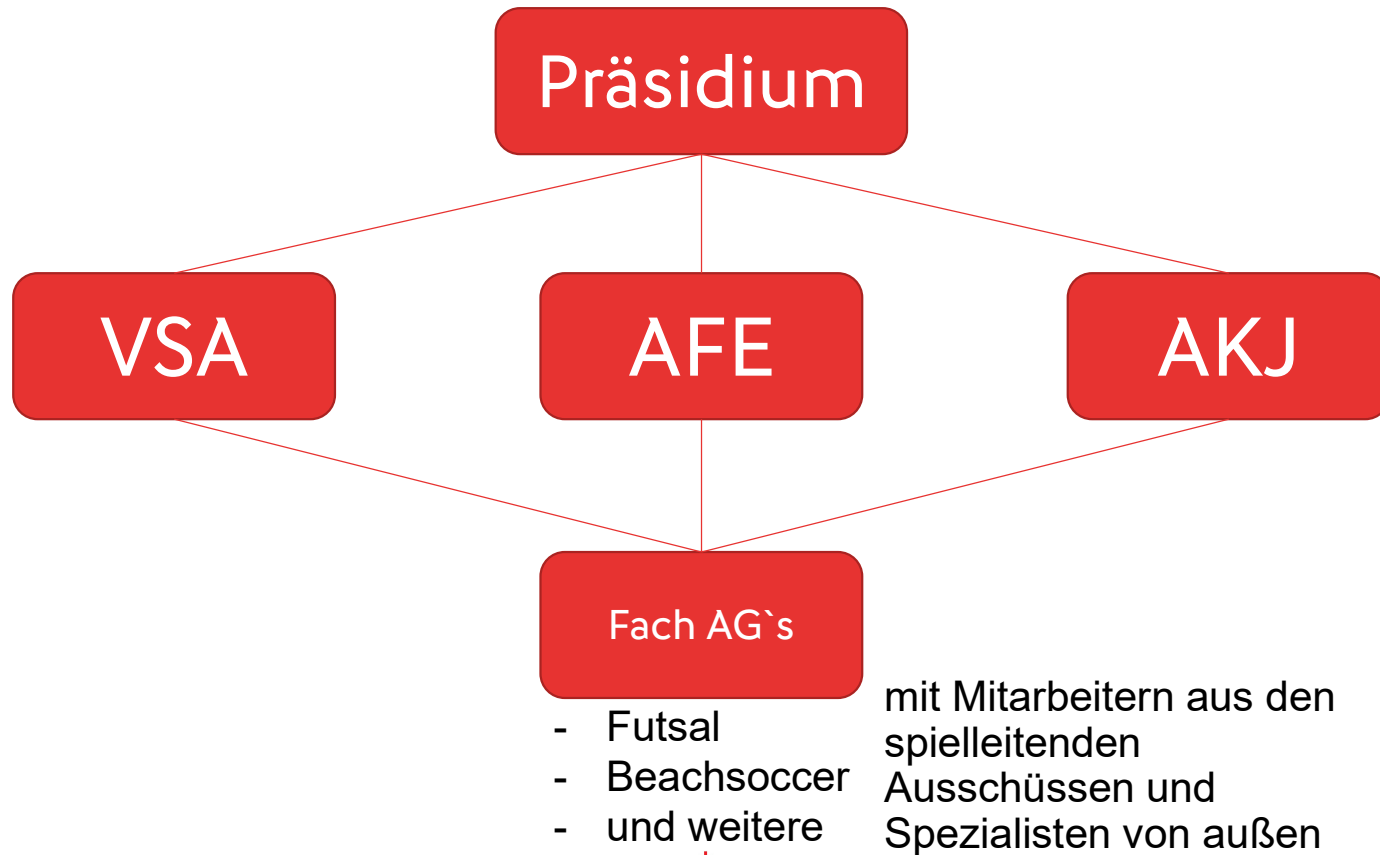 Präsidium
VSA
AFE
AKJ
Fach AG`s
- Futsal
- Beachsoccer
- und weitere
mit Mitarbeitern aus den
spielleitenden
Ausschüssen und
Spezialisten von außen